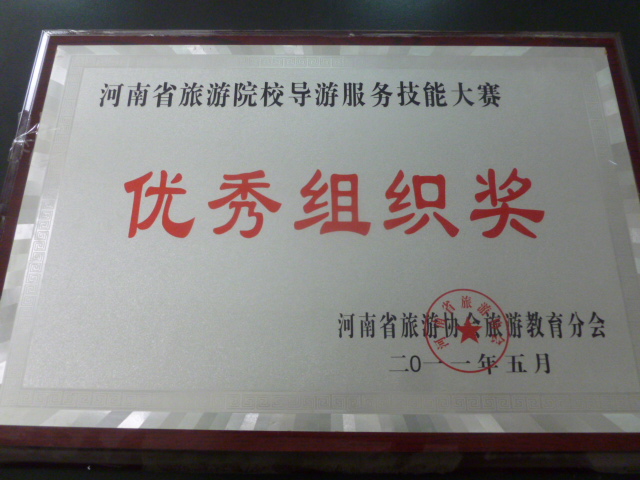 河南省旅游院校导游服务技能大赛
优秀组织奖
河南省旅游协会旅游教育分会
二0一一年五月